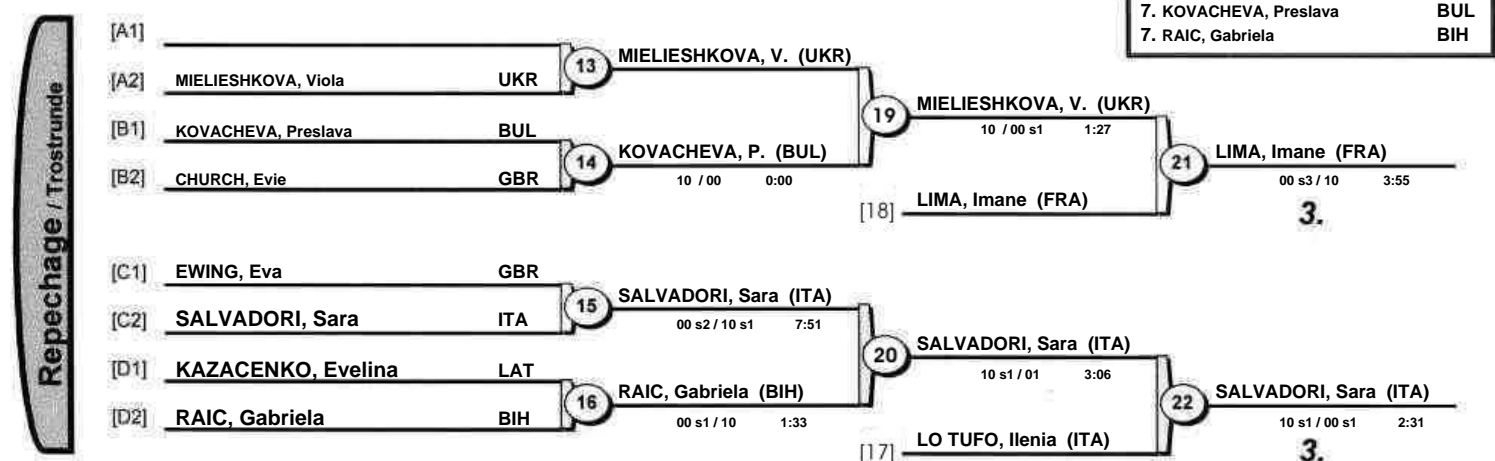 7. KOVACHEVA, Preslava BUL
7. RAIC, Gabriela BIH
Repechage / Trostrunde
[A1]
[A2] MIELIESHKOVA, Viola UKR
13
MIELIESHKOVA, V. (UKR)
[B1] KOVACHEVA, Preslava BUL
[B2] CHURCH, Evie GBR
14
KOVACHEVA, P. (BUL)
10 / 00 0:00
19
MIELIESHKOVA, V. (UKR)
10 / 00 s1 1:27
[18] LIMA, Imane (FRA)
21
LIMA, Imane (FRA)
00 s3 / 10 3:55
3.
[C1] EWING, Eva GBR
[C2] SALVADORI, Sara ITA
15
SALVADORI, Sara (ITA)
00 s2 / 10 s1 7:51
[D1] KAZACENKO, Evelina LAT
[D2] RAIC, Gabriela BIH
16
RAIC, Gabriela (BIH)
00 s1 / 10 1:33
20
SALVADORI, Sara (ITA)
10 s1 / 01 3:06
[17] LO TUFO, Ilenia (ITA)
22
SALVADORI, Sara (ITA)
10 s1 / 00 s1 2:31
3.